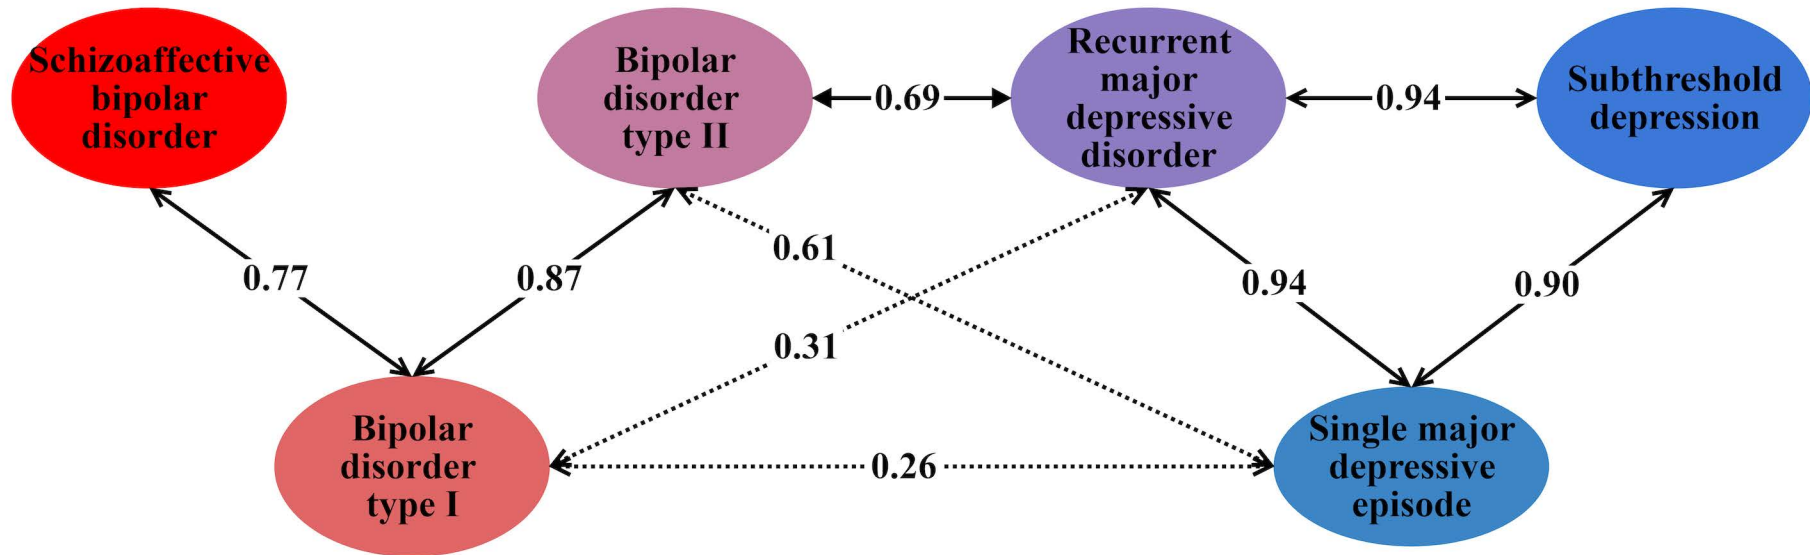 Schizoaffective
bipolar
disorder
Bipolar
disorder
type II
0.69
Recurrent
major
depressive
disorder
0.94
Subthreshold
depression
0.77
0.87
0.61
0.31
0.94
0.90
Bipolar
disorder
type I
0.26
Single major
depressive
episode